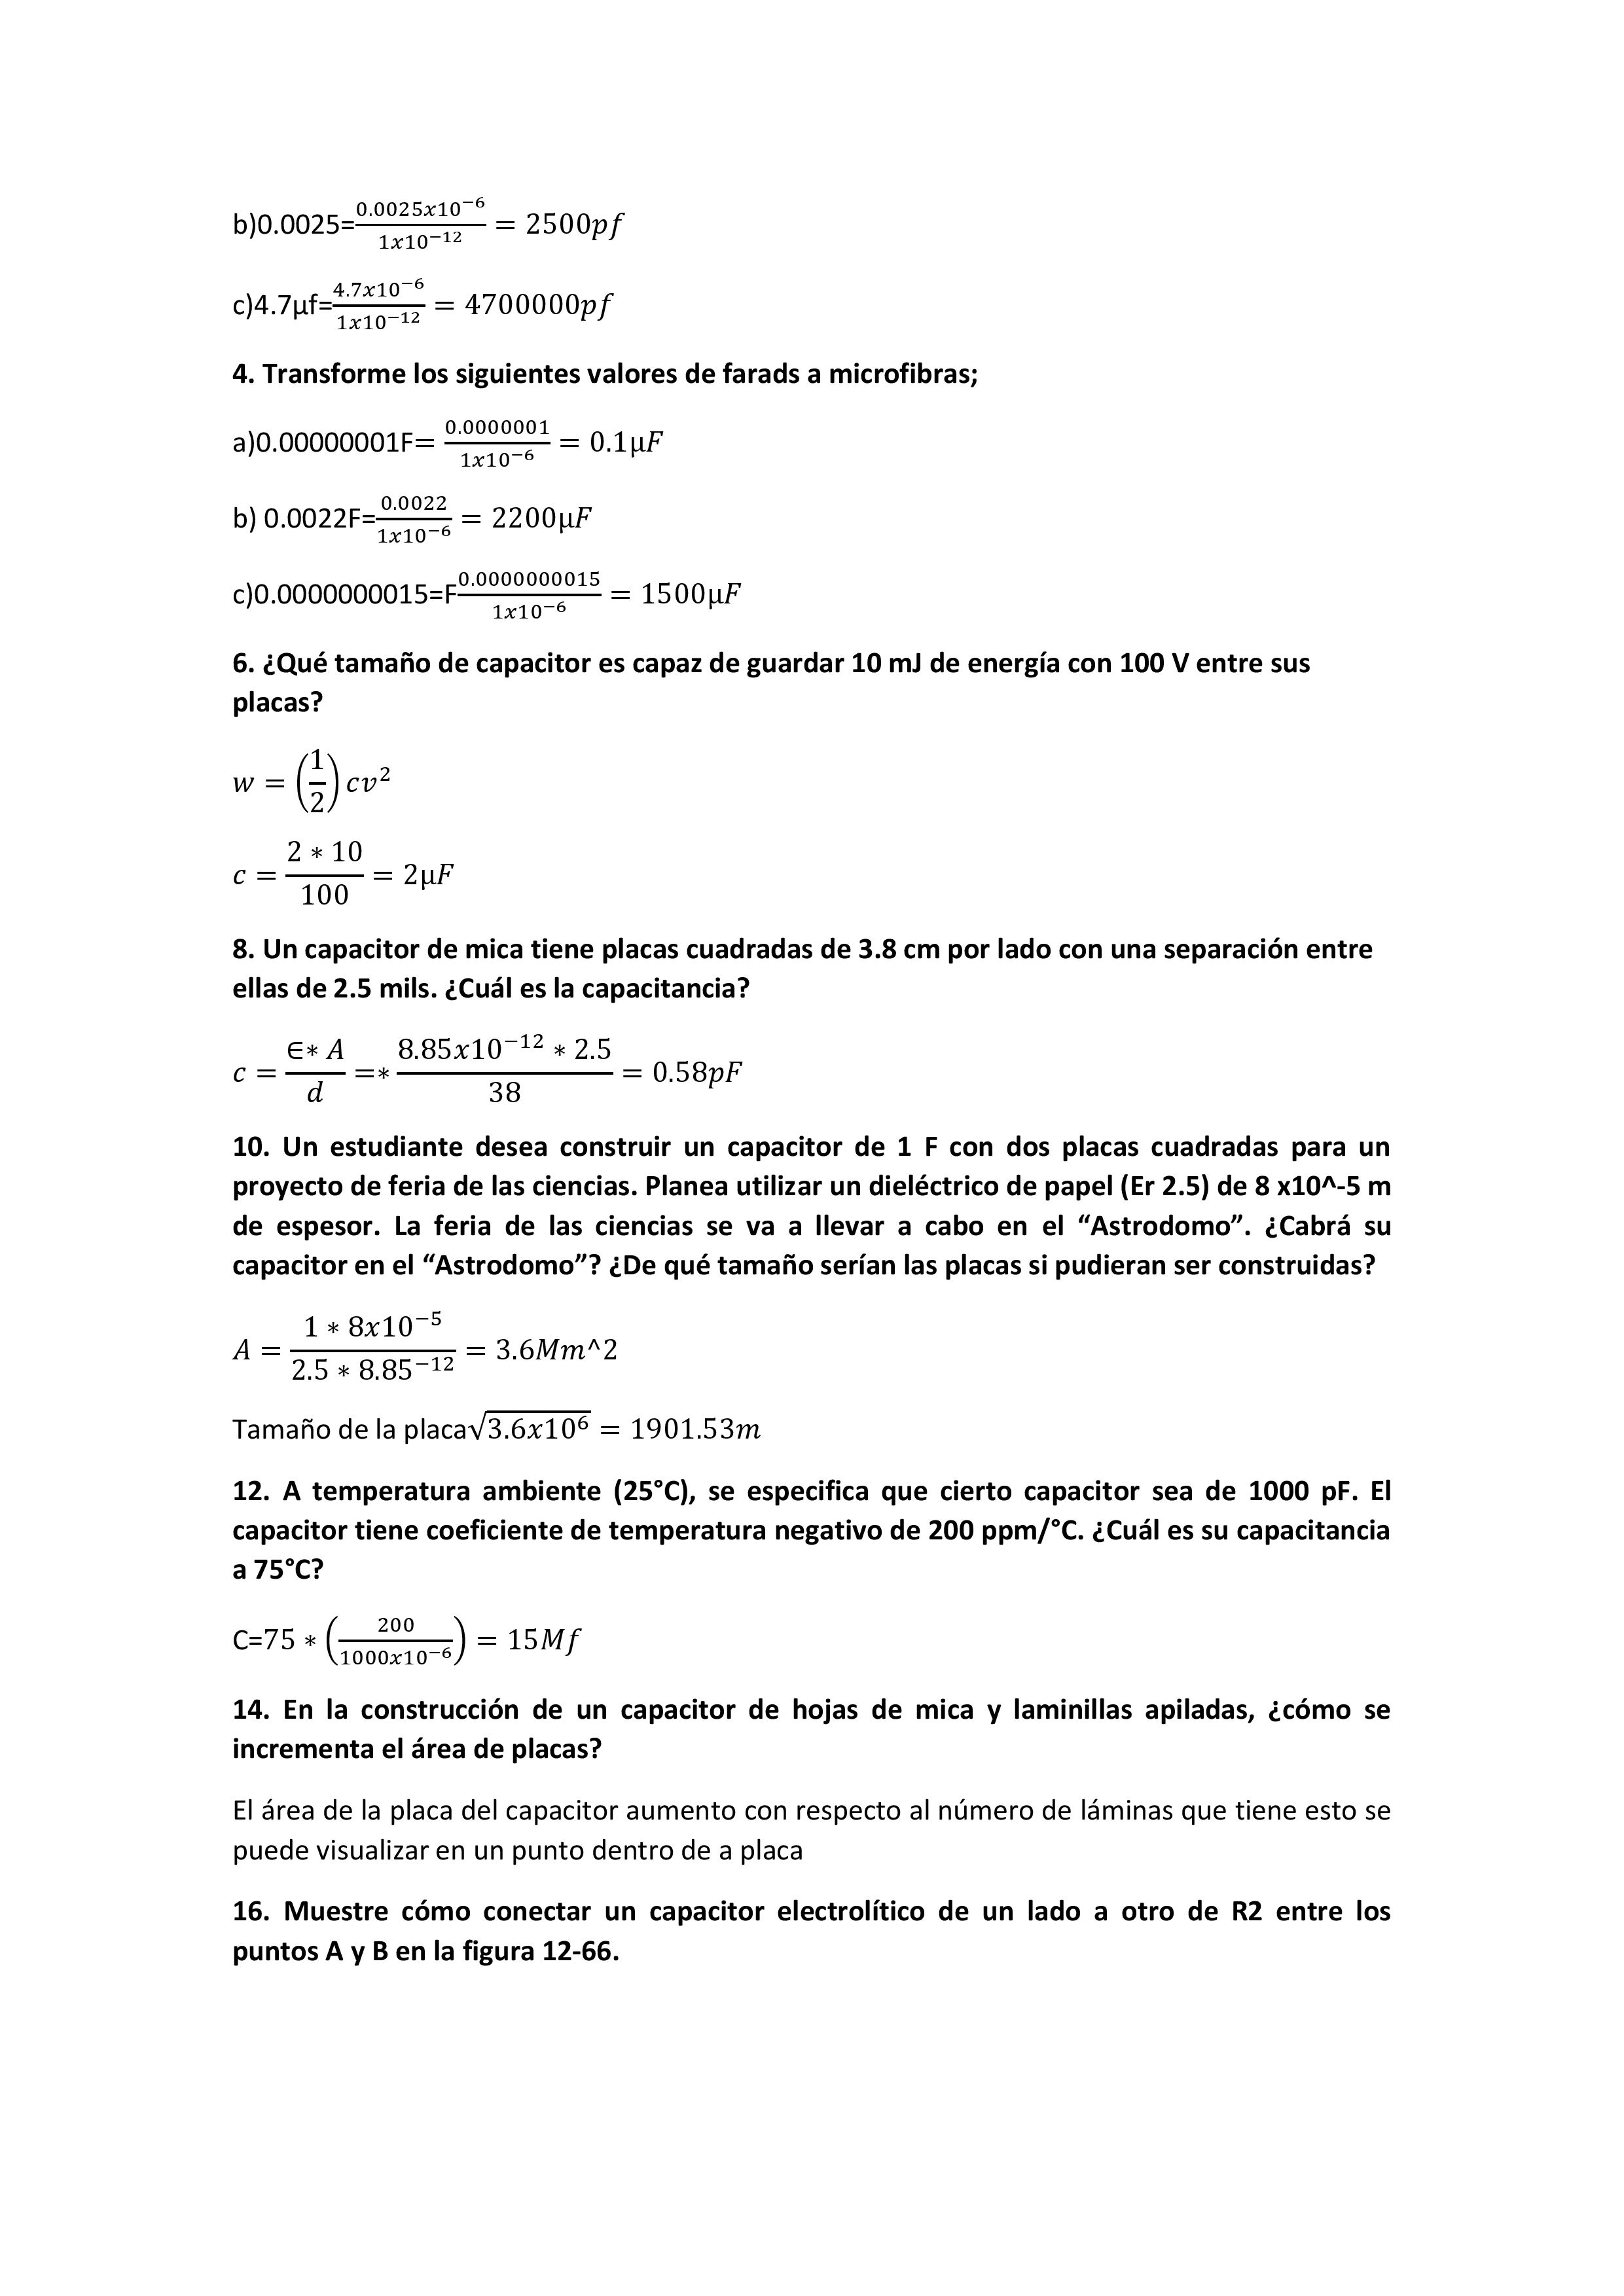 b)0.0025=\frac{0.0025x10^{-6}}{1x10^{-12}} = 2500pf
c)4.7µf=\frac{4.7x10^{-6}}{1x10^{-12}} = 4700000pf
4. Transforme los siguientes valores de farads a microfibras;
a)0.00000001F= \frac{0.0000001}{1x10^{-6}} = 0.1µF
b) 0.0022F=\frac{0.0022}{1x10^{-6}} = 2200µF
c)0.0000000015=F\frac{0.0000000015}{1x10^{-6}} = 1500µF
6. ¿Qué tamaño de capacitor es capaz de guardar 10 mJ de energía con 100 V entre sus
placas?
w = \left(\frac{1}{2}\right) cv^2
c = \frac{2 * 10}{100} = 2µF
8. Un capacitor de mica tiene placas cuadradas de 3.8 cm por lado con una separación entre
ellas de 2.5 mils. ¿Cuál es la capacitancia?
c = \frac{∈* A}{d} =* \frac{8.85x10^{-12} * 2.5}{38} = 0.58pF
10. Un estudiante desea construir un capacitor de 1 F con dos placas cuadradas para un
proyecto de feria de las ciencias. Planea utilizar un dieléctrico de papel (Er 2.5) de 8 x10^-5 m
de espesor. La feria de las ciencias se va a llevar a cabo en el “Astrodomo”. ¿Cabrá su
capacitor en el “Astrodomo”? ¿De qué tamaño serían las placas si pudieran ser construidas?
A = \frac{1 * 8x10^{-5}}{2.5 * 8.85^{-12}} = 3.6Mm^2
Tamaño de la placa\sqrt{3.6x10^6} = 1901.53m
12. A temperatura ambiente (25°C), se especifica que cierto capacitor sea de 1000 pF. El
capacitor tiene coeficiente de temperatura negativo de 200 ppm/°C. ¿Cuál es su capacitancia
a 75°C?
C=75 * \left(\frac{200}{1000x10^{-6}}\right) = 15Mf
14. En la construcción de un capacitor de hojas de mica y laminillas apiladas, ¿cómo se
incrementa el área de placas?
El área de la placa del capacitor aumento con respecto al número de láminas que tiene esto se
puede visualizar en un punto dentro de a placa
16. Muestre cómo conectar un capacitor electrolítico de un lado a otro de R2 entre los
puntos A y B en la figura 12-66.